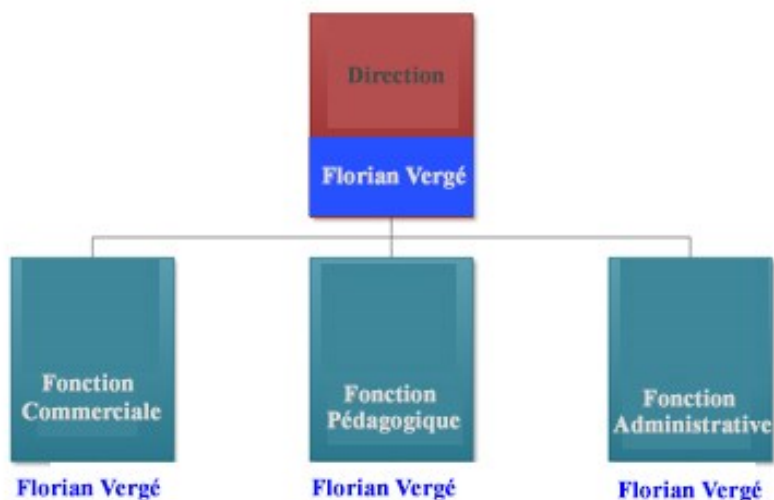 Direction
Florian Vergé
Fonction
Commerciale
Fonction
Pédagogique
Fonction
Administrative
Florian Vergé
Florian Vergé
Florian Vergé